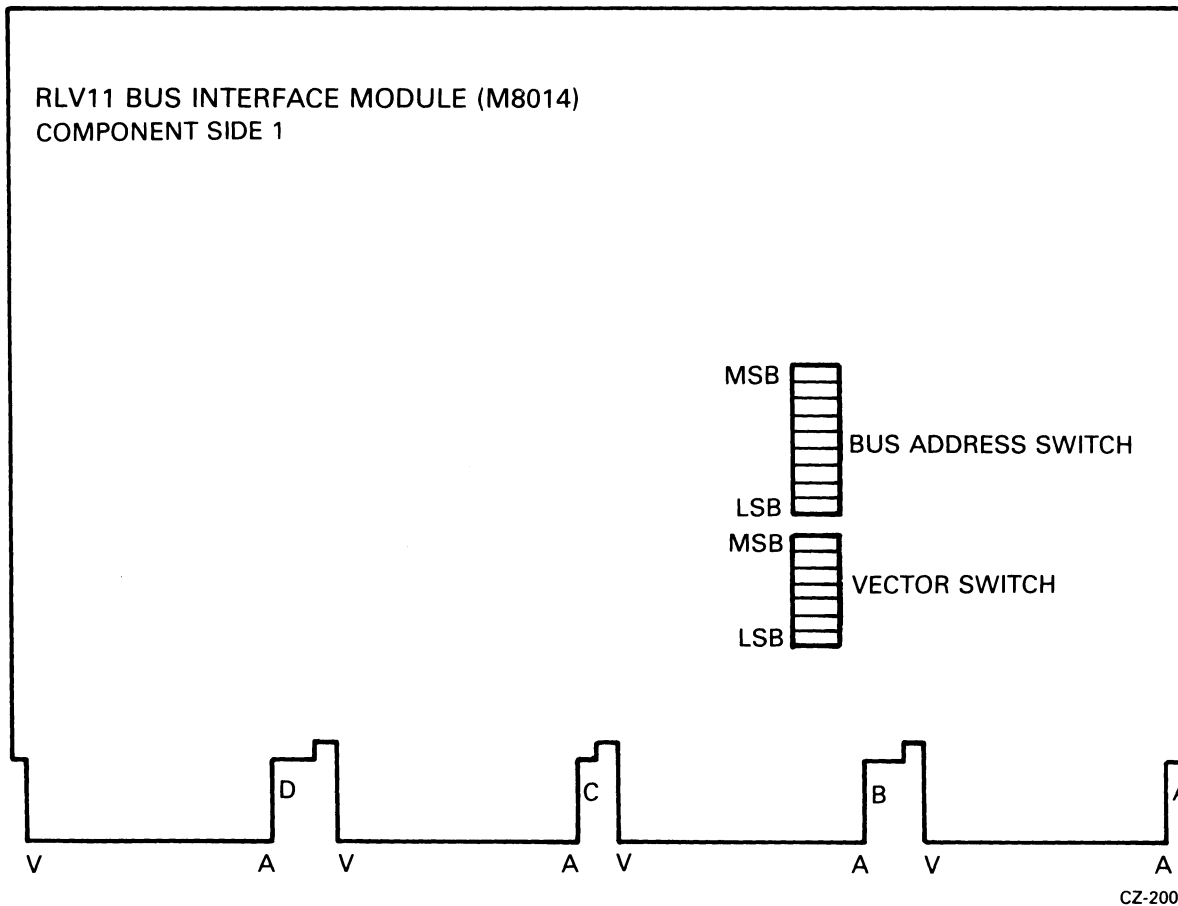 RLV11 BUS INTERFACE MODULE (M8014)
COMPONENT SIDE 1
MSB
BUS ADDRESS SWITCH
LSB
MSB
VECTOR SWITCH
LSB
D C B A
V A V A V A V A
CZ-200